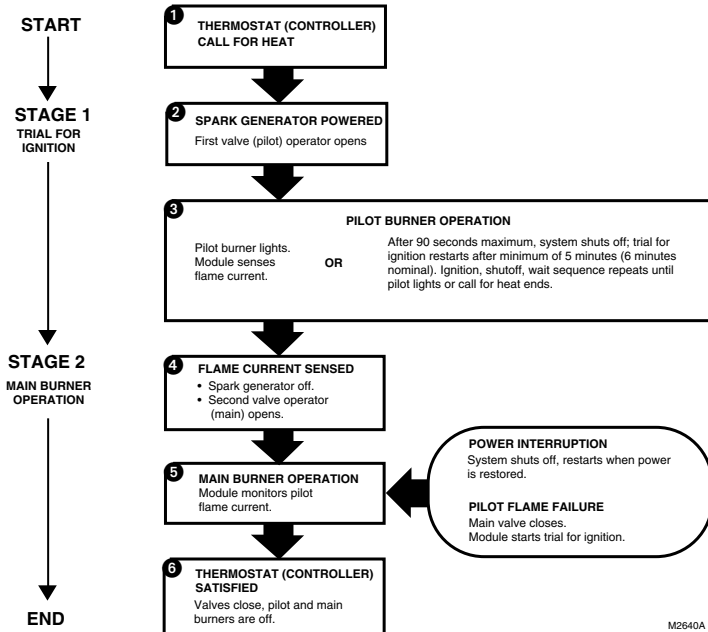 START
STAGE 1
TRIAL FOR
IGNITION
STAGE 2
MAIN BURNER
OPERATION
END
1
THERMOSTAT (CONTROLLER)
CALL FOR HEAT
2
SPARK GENERATOR POWERED
First valve (pilot) operator opens
3
PILOT BURNER OPERATION
Pilot burner lights.
Module senses
flame current.
OR
After 90 seconds maximum, system shuts off; trial for
ignition restarts after minimum of 5 minutes (6 minutes
nominal). Ignition, shutoff, wait sequence repeats until
pilot lights or call for heat ends.
4
FLAME CURRENT SENSED
• Spark generator off.
• Second valve operator
(main) opens.
5
MAIN BURNER OPERATION
Module monitors pilot
flame current.
POWER INTERRUPTION
System shuts off, restarts when power
is restored.
PILOT FLAME FAILURE
Main valve closes.
Module starts trial for ignition.
6
THERMOSTAT (CONTROLLER)
SATISFIED
Valves close, pilot and main
burners are off.
M2640A